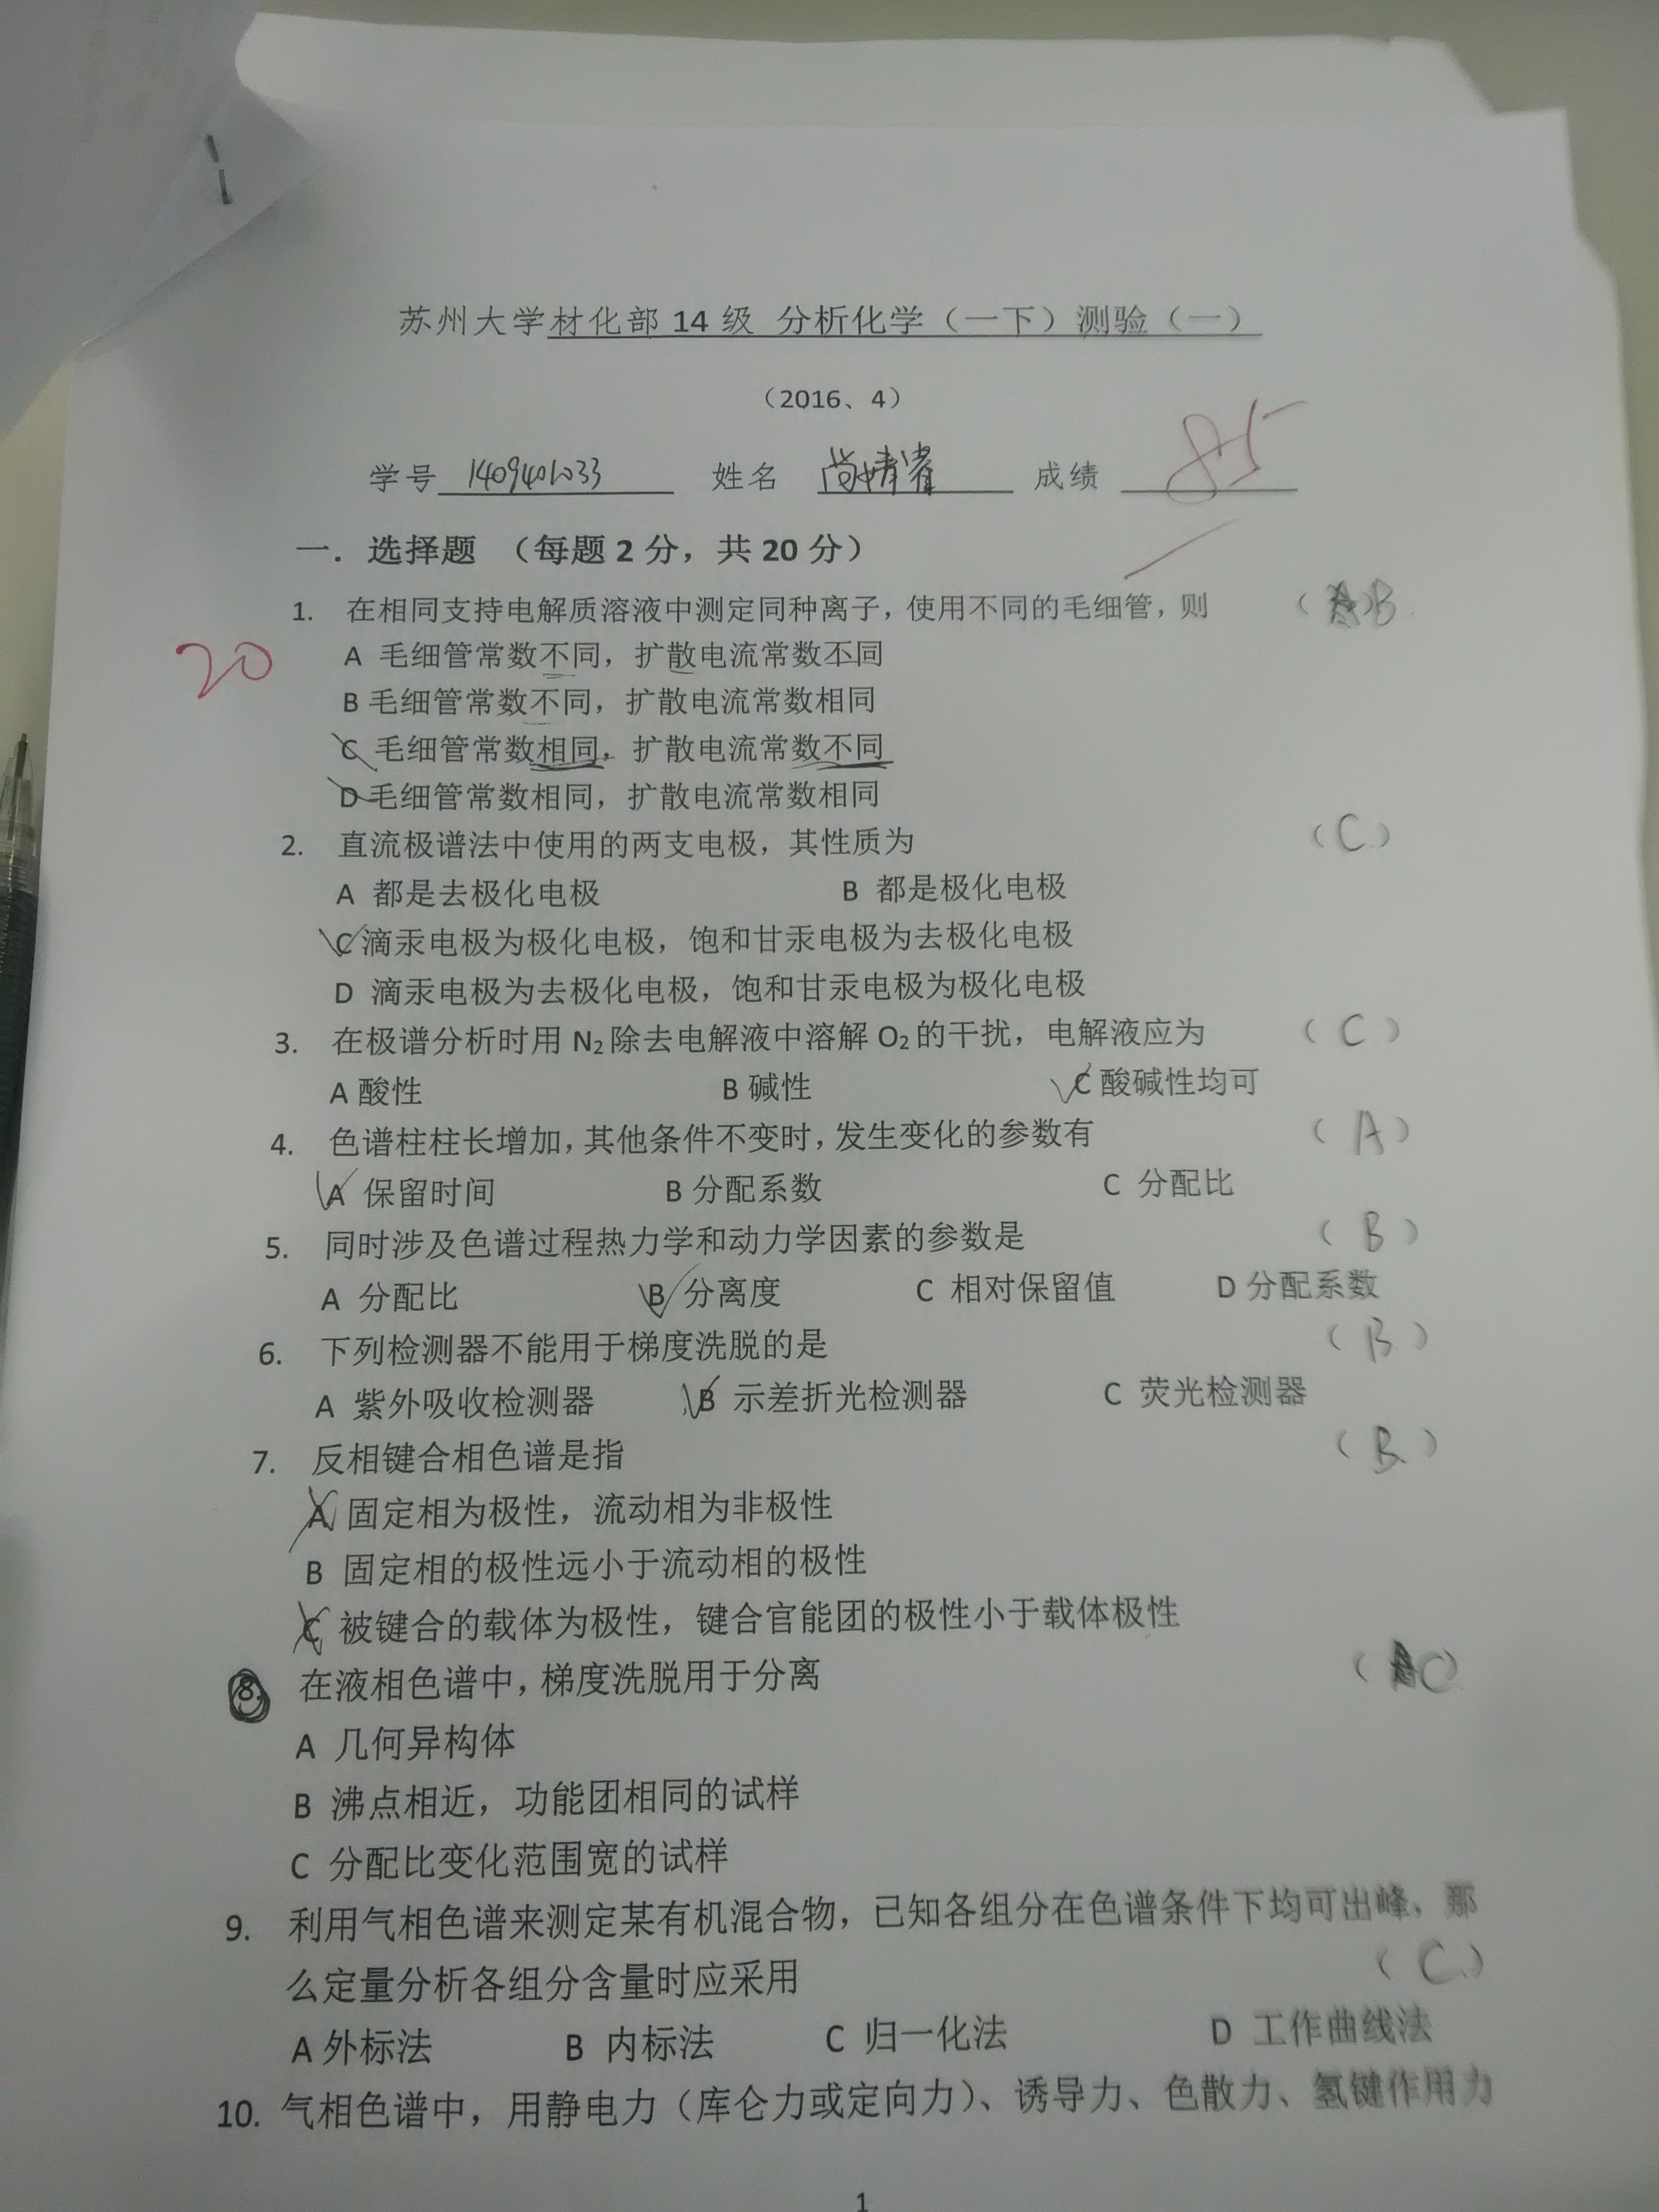 苏州大学材化部 14 级 分析化学（一下）测验（一）
（2016、4）
学号 1409401033 姓名 成绩 85
一. 选择题 （每题 2 分，共 20 分）
1. 在相同支持电解质溶液中测定同种离子，使用不同的毛细管，则 （ ）B
20
A 毛细管常数不同，扩散电流常数不同
B 毛细管常数不同，扩散电流常数相同
C 毛细管常数相同，扩散电流常数不同
D 毛细管常数相同，扩散电流常数相同
2. 直流极谱法中使用的两支电极，其性质为 （C）
A 都是去极化电极 B 都是极化电极
C 滴汞电极为极化电极，饱和甘汞电极为去极化电极
D 滴汞电极为去极化电极，饱和甘汞电极为极化电极
3. 在极谱分析时用 N₂ 除去电解液中溶解 O₂ 的干扰，电解液应为 （C）
A 酸性 B 碱性 C 酸碱性均可
4. 色谱柱柱长增加，其他条件不变时，发生变化的参数有 （A）
A 保留时间 B 分配系数 C 分配比
5. 同时涉及色谱过程热力学和动力学因素的参数是 （B）
A 分配比 B 分离度 C 相对保留值 D 分配系数
6. 下列检测器不能用于梯度洗脱的是 （B）
A 紫外吸收检测器 B 示差折光检测器 C 荧光检测器
7. 反相键合相色谱是指 （B）
A 固定相为极性，流动相为非极性
B 固定相的极性远小于流动相的极性
C 被键合的载体为极性，键合官能团的极性小于载体极性
8. 在液相色谱中，梯度洗脱用于分离 （C）
A 几何异构体
B 沸点相近，功能团相同的试样
C 分配比变化范围宽的试样
9. 利用气相色谱来测定某有机混合物，已知各组分在色谱条件下均可出峰，那
么定量分析各组分含量时应采用 （C）
A 外标法 B 内标法 C 归一化法 D 工作曲线法
10. 气相色谱中，用静电力（库仑力或定向力）、诱导力、色散力、氢键作用力
1